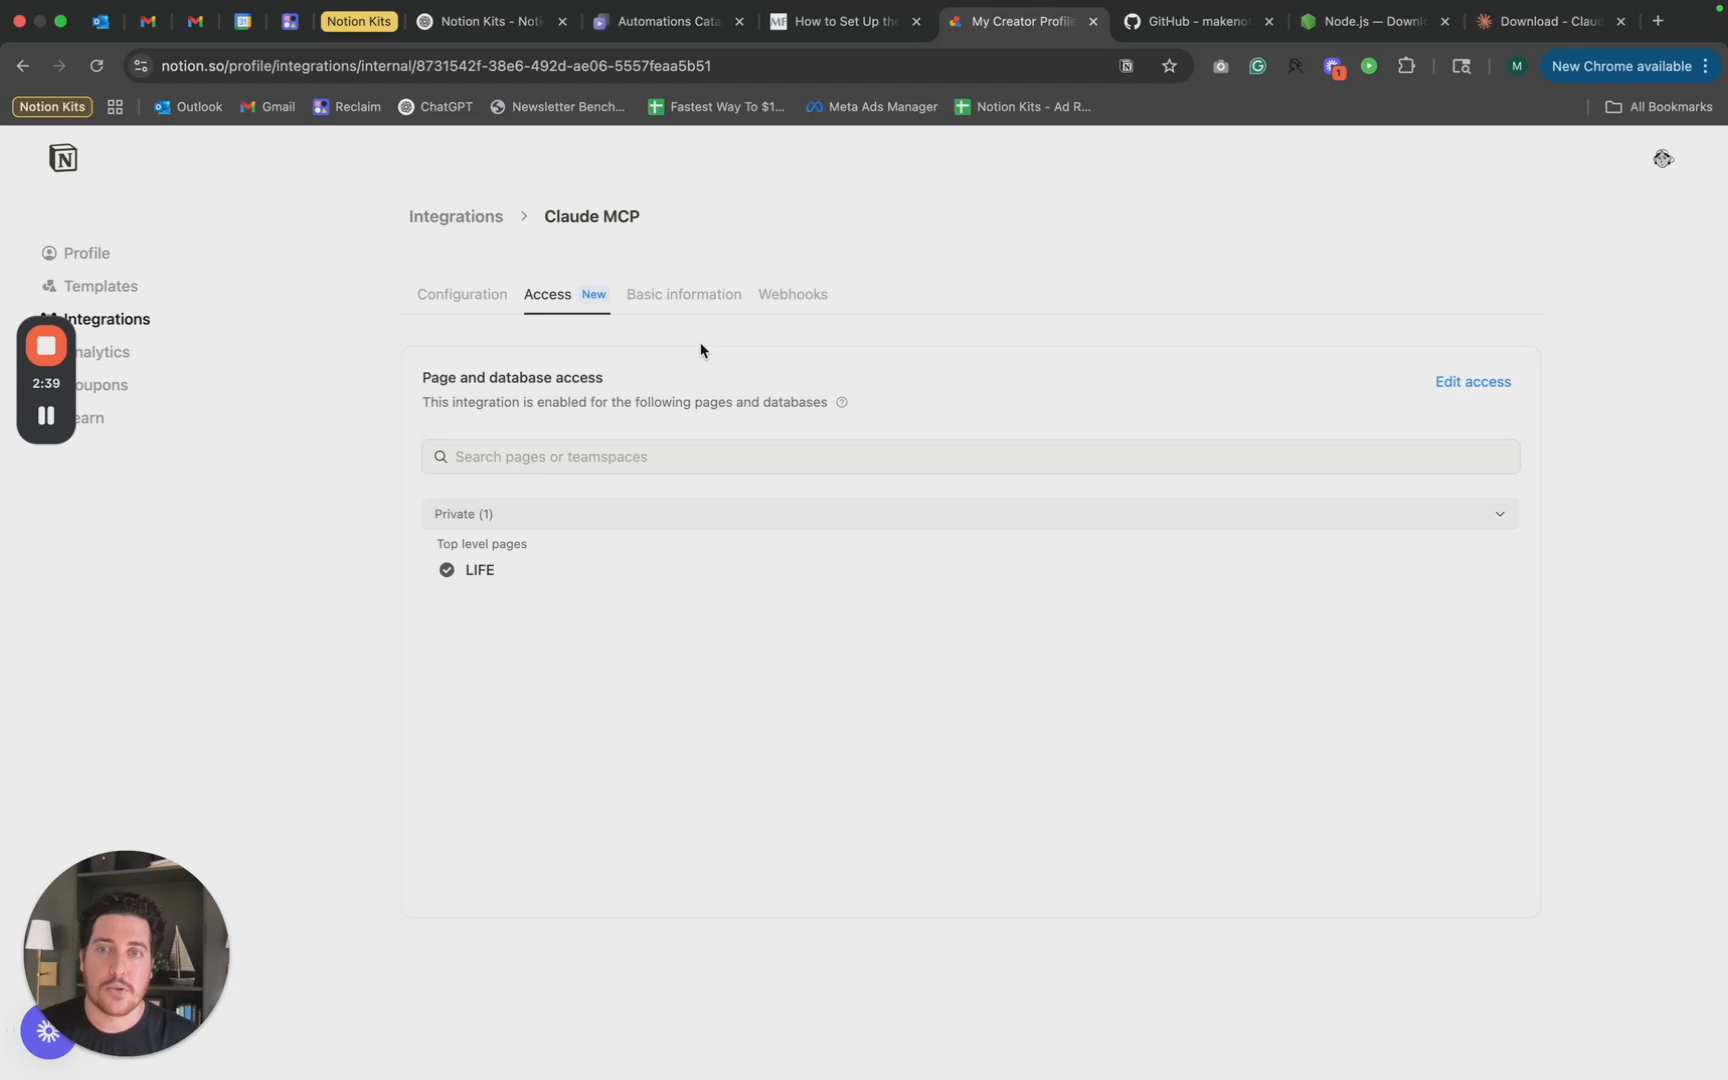 Notion Kits
Notion Kits - Noti
Automations Cata
How to Set Up the
My Creator Profile
GitHub - makeno
Node.js — Downl
Download - Claud
notion.so/profile/integrations/internal/8731542f-38e6-492d-ae06-5557feaa5b51
1
M
New Chrome available
Notion Kits
Outlook
Gmail
Reclaim
ChatGPT
Newsletter Bench...
Fastest Way To $1...
Meta Ads Manager
Notion Kits - Ad R...
All Bookmarks
Integrations > Claude MCP
Profile
Templates
Integrations
nalytics
oupons
earn
2:39
Configuration
Access New
Basic information
Webhooks
Page and database access
Edit access
This integration is enabled for the following pages and databases
Search pages or teamspaces
Private (1)
Top level pages
LIFE